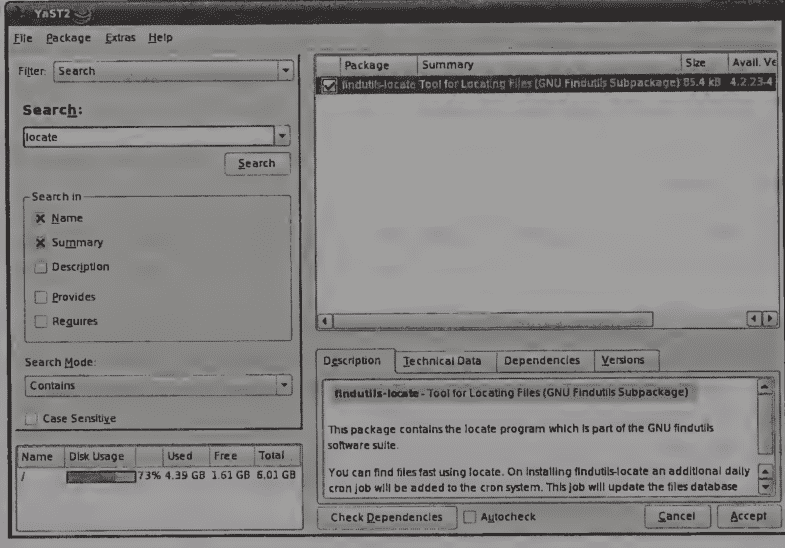 YaST2
File Package Extras Help
Filter: Search
Search:
locate
Search
Search in
Name
Summary
Description
Provides
Requires
Search Mode:
Contains
Case Sensitive
Name Disk Usage Used Free Total
/ 73% 4.39 GB 1.61 GB 6.01 GB
Package Summary Size Avail. Ve
findutils-locate Tool for Locating Files (GNU Findutils Subpackage) 85.4 kB 4.2.23-4
Description Technical Data Dependencies Versions
findutils-locate - Tool for Locating Files (GNU Findutils Subpackage)
This package contains the locate program which is part of the GNU findutils
software suite.
You can find files fast using locate. On installing findutils-locate an additional daily
cron job will be added to the cron system. This job will update the files database
Check Dependencies Autocheck Cancel Accept